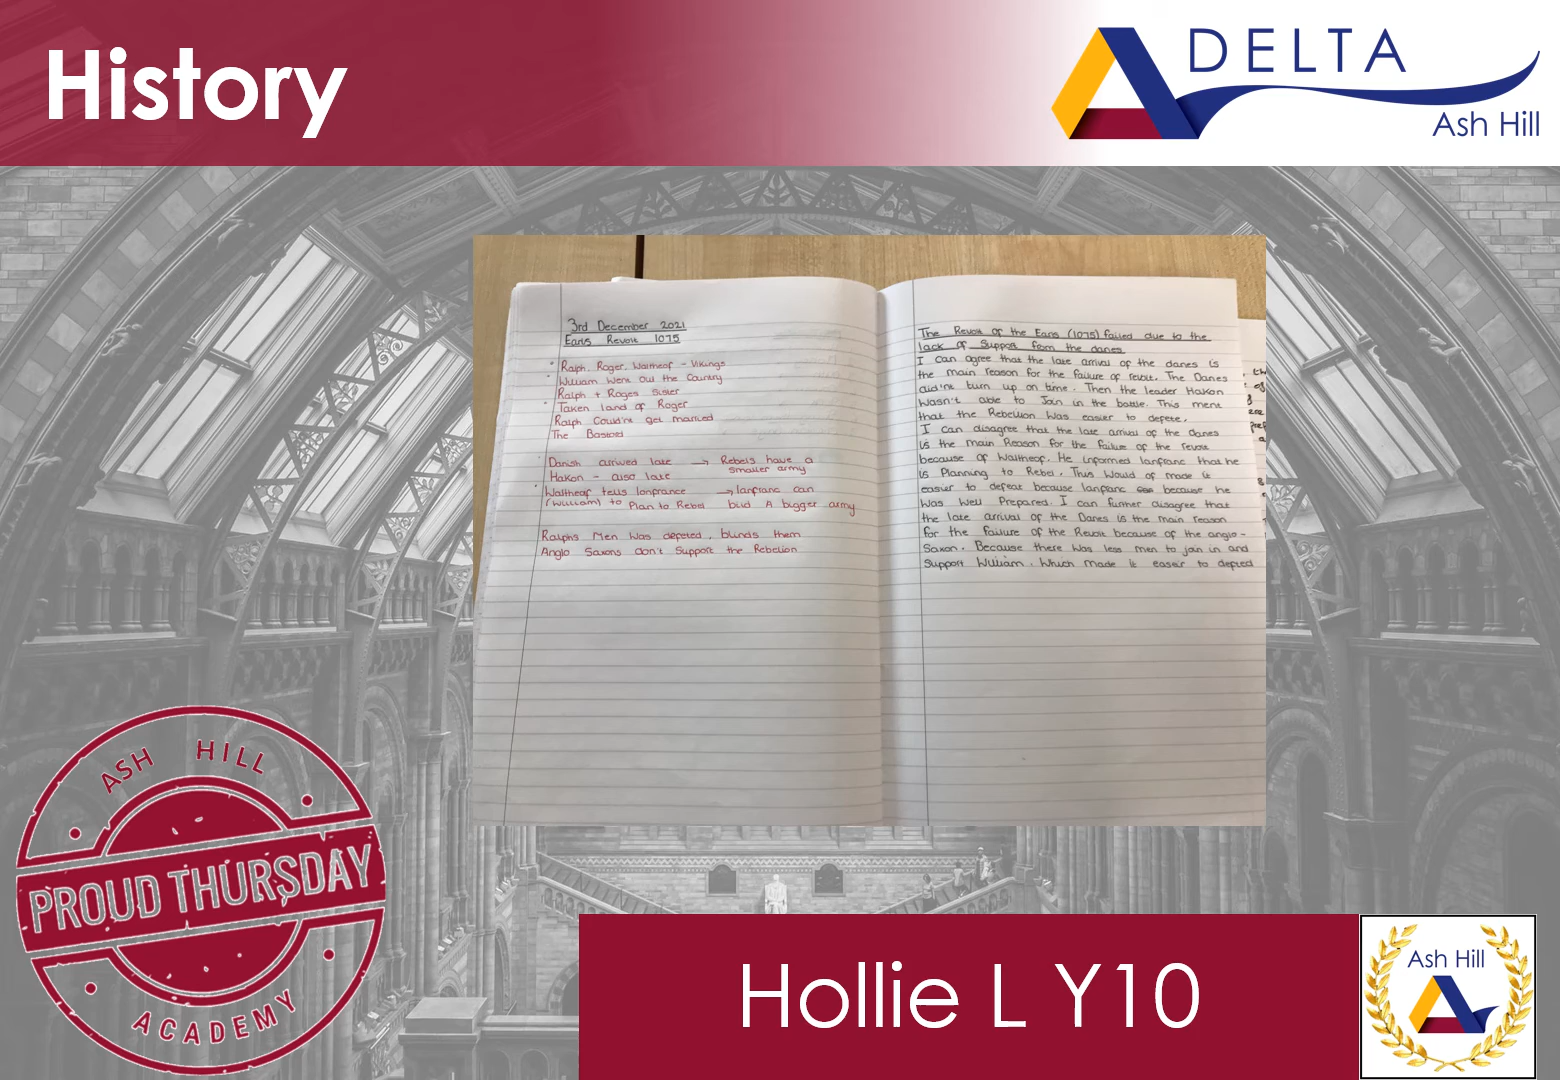 History
DELTA
Ash Hill
3rd December 2021
Earls Revolt 1075
Ralph, Roger, Waltheof - Vikings
William Went Out the Country
Ralph + Roges Sister
Taken land of Roger
Ralph Could'nt get married
The Bastard
Danish arrived late → Rebels have a
smaller army
Hakon - also late
Waltheof tells lanfranc → lanfranc can
(William) to Plan to Rebel build A bigger army
Ralphs Men was depeted, blinds them
Anglo Saxons don't Support the Rebelion
The Revolt of the Earls (1075) failed due to the
lack of Support from the danes
I can agree that the late arrival of the danes is
the main reason for the failure of revolt. The Danes
did'nt turn up on time. Then the leader Hakon
Wasn't able to Join in the battle. This ment
that the Rebellion Was easier to depete.
I can disagree that the late arrival of the danes
is the main Reason for the failure of the revolt
because of Waltheof. He informed lanfranc that he
is Planning to Rebel. This Would of made it
easier to defeat because lanfranc because he
Was Well Prepared. I can further disagree that
the late arrival of the Danes is the main reason
for the failure of the Revolt because of the anglo-
Saxon. Because there Was less men to join in and
Support William. Which made it easier to depted
ASH HILL
PROUD THURSDAY
ACADEMY
Hollie L Y10
Ash Hill